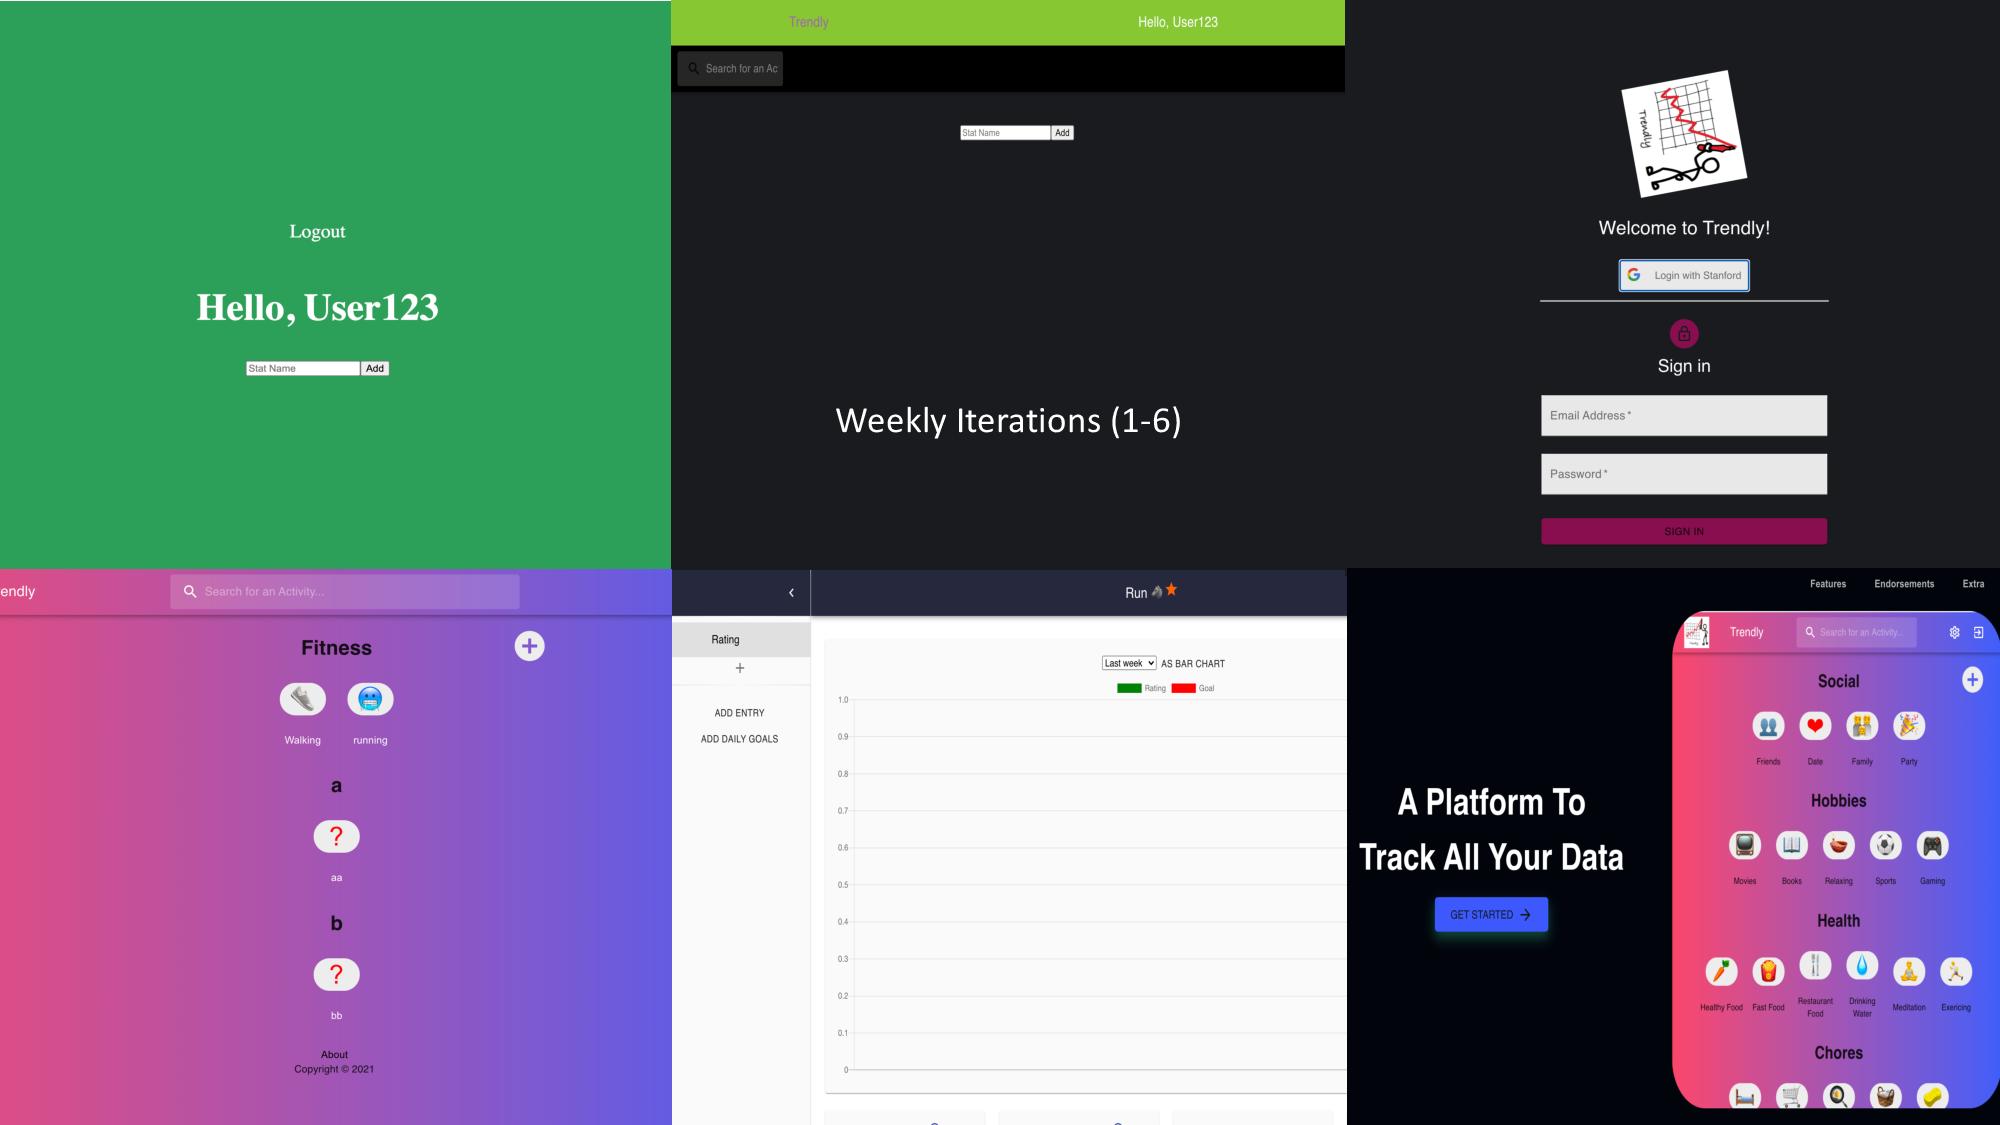 Logout
Hello, User123
Stat Name Add
Trendly Hello, User123
Search for an Ac
Stat Name Add
Weekly Iterations (1-6)
Trendly
Welcome to Trendly!
Login with Stanford
Sign in
Email Address *
Password *
SIGN IN
endly Search for an Activity...
Fitness
Walking running
a
?
aa
b
?
bb
About
Copyright © 2021
Run
Rating
+
ADD ENTRY
ADD DAILY GOALS
Last week AS BAR CHART
Rating Goal
1.0
0.9
0.8
0.7
0.6
0.5
0.4
0.3
0.2
0.1
0
Features Endorsements Extra
A Platform To
Track All Your Data
GET STARTED
Trendly Search for an Activity...
Social
Friends Date Family Party
Hobbies
Movies Books Relaxing Sports Gaming
Health
Healthy Food Fast Food Restaurant Food Drinking Water Meditation Exericing
Chores